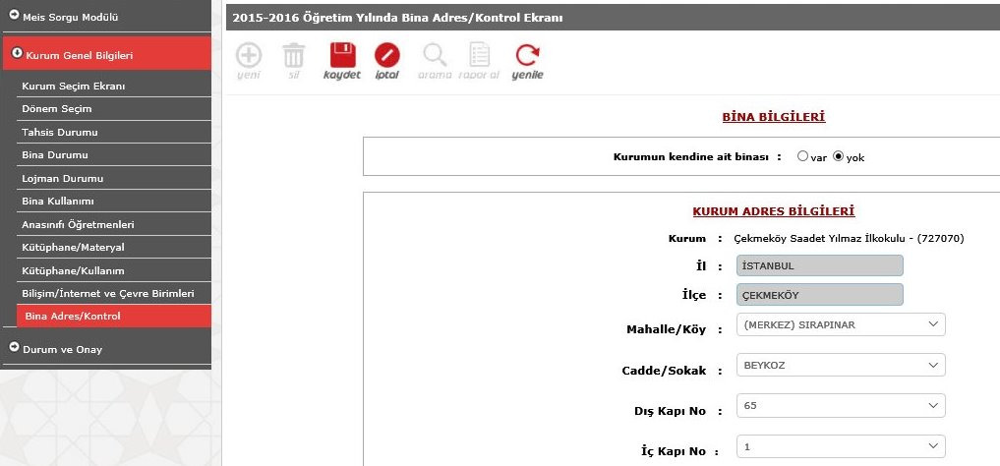 Meis Sorgu Modülü
Kurum Genel Bilgileri
Kurum Seçim Ekranı
Dönem Seçim
Tahsis Durumu
Bina Durumu
Lojman Durumu
Bina Kullanımı
Anasınıfı Öğretmenleri
Kütüphane/Materyal
Kütüphane/Kullanım
Bilişim/İnternet ve Çevre Birimleri
Bina Adres/Kontrol
Durum ve Onay
2015-2016 Öğretim Yılında Bina Adres/Kontrol Ekranı
yeni sil kaydet iptal arama rapor al yenile
BİNA BİLGİLERİ
Kurumun kendine ait binası : var yok
KURUM ADRES BİLGİLERİ
Kurum : Çekmeköy Saadet Yılmaz İlkokulu - (727070)
İl : İSTANBUL
İlçe : ÇEKMEKÖY
Mahalle/Köy : (MERKEZ) SIRAPINAR
Cadde/Sokak : BEYKOZ
Dış Kapı No : 65
İç Kapı No : 1